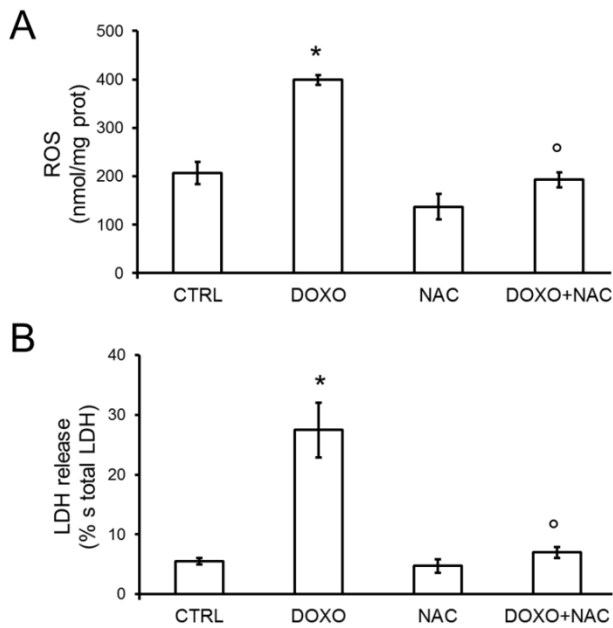 A
ROS
(nmol/mg prot)
500
400
300
200
100
0
*
°
CTRL DOXO NAC DOXO+NAC
B
LDH release
(% s total LDH)
40
30
20
10
0
*
°
CTRL DOXO NAC DOXO+NAC